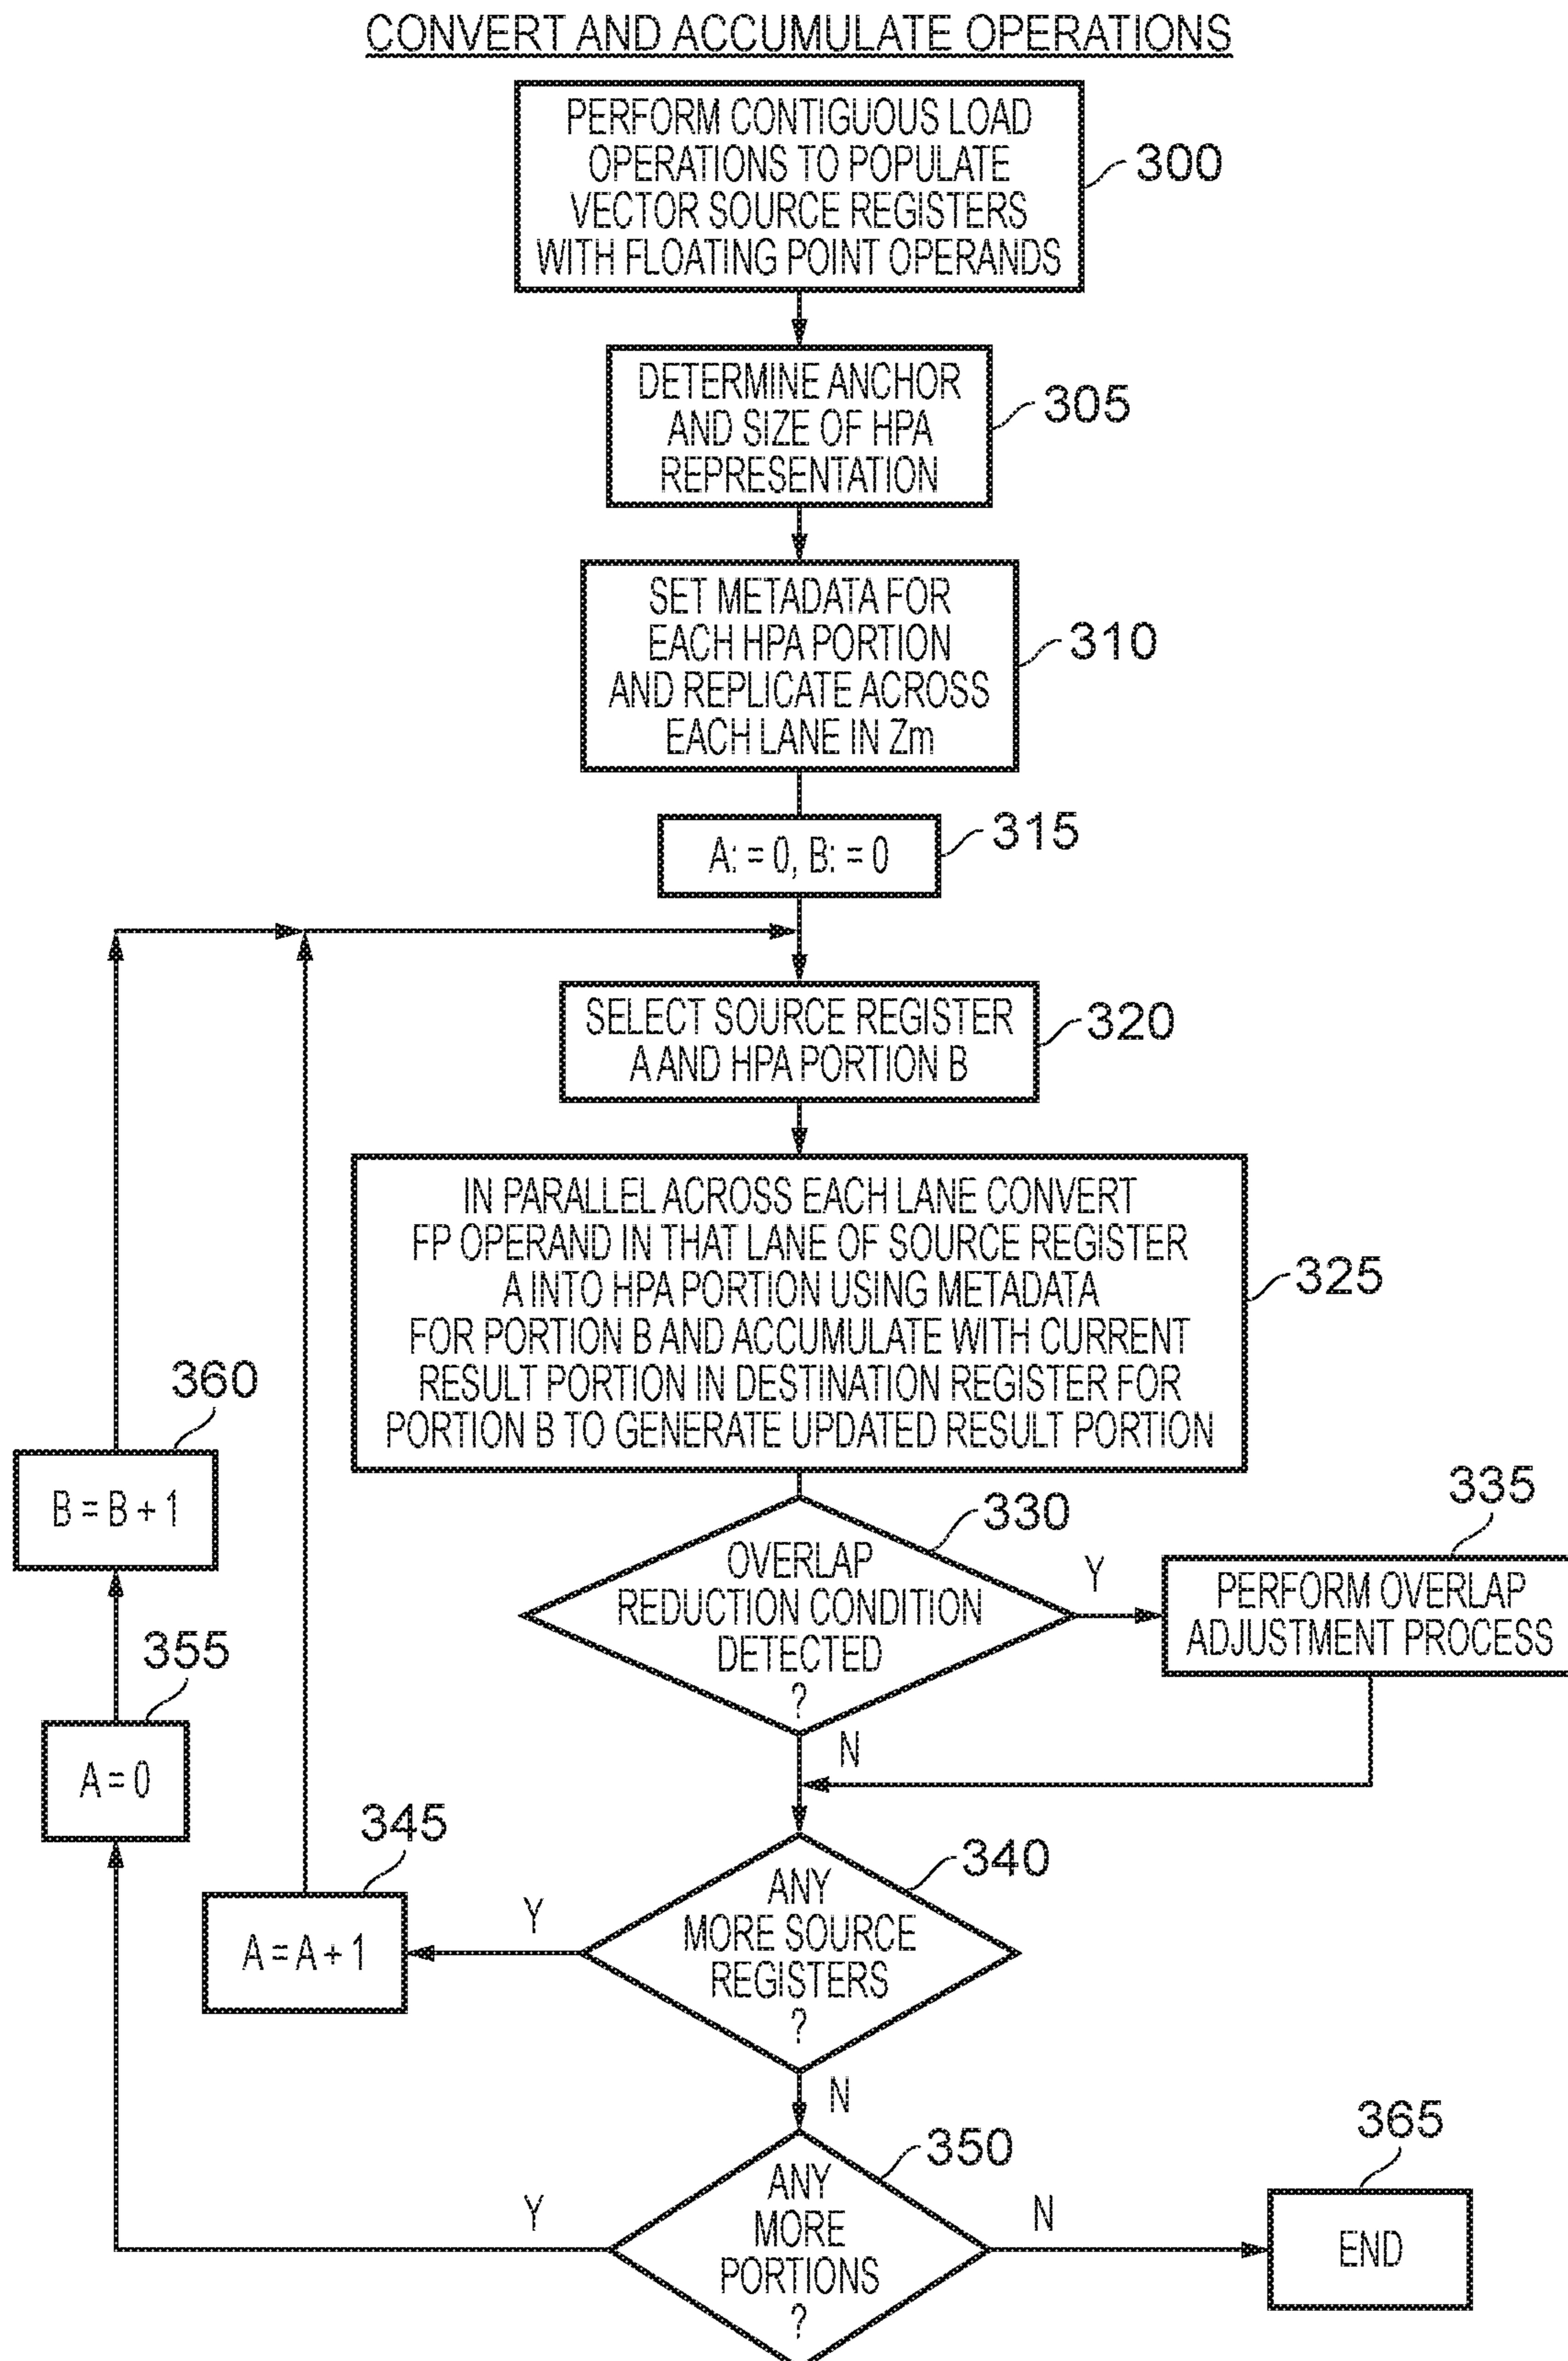 CONVERT AND ACCUMULATE OPERATIONS
PERFORM CONTIGUOUS LOAD
OPERATIONS TO POPULATE
VECTOR SOURCE REGISTERS
WITH FLOATING POINT OPERANDS
300
DETERMINE ANCHOR
AND SIZE OF HPA
REPRESENTATION
305
SET METADATA FOR
EACH HPA PORTION
AND REPLICATE ACROSS
EACH LANE IN Zm
310
A: = 0, B: = 0
315
SELECT SOURCE REGISTER
A AND HPA PORTION B
320
IN PARALLEL ACROSS EACH LANE CONVERT
FP OPERAND IN THAT LANE OF SOURCE REGISTER
A INTO HPA PORTION USING METADATA
FOR PORTION B AND ACCUMULATE WITH CURRENT
RESULT PORTION IN DESTINATION REGISTER FOR
PORTION B TO GENERATE UPDATED RESULT PORTION
325
OVERLAP
REDUCTION CONDITION
DETECTED
?
330
Y
N
PERFORM OVERLAP
ADJUSTMENT PROCESS
335
ANY
MORE SOURCE
REGISTERS
?
340
Y
N
A = A + 1
345
ANY
MORE
PORTIONS
?
350
Y
N
A = 0
355
B = B + 1
360
END
365